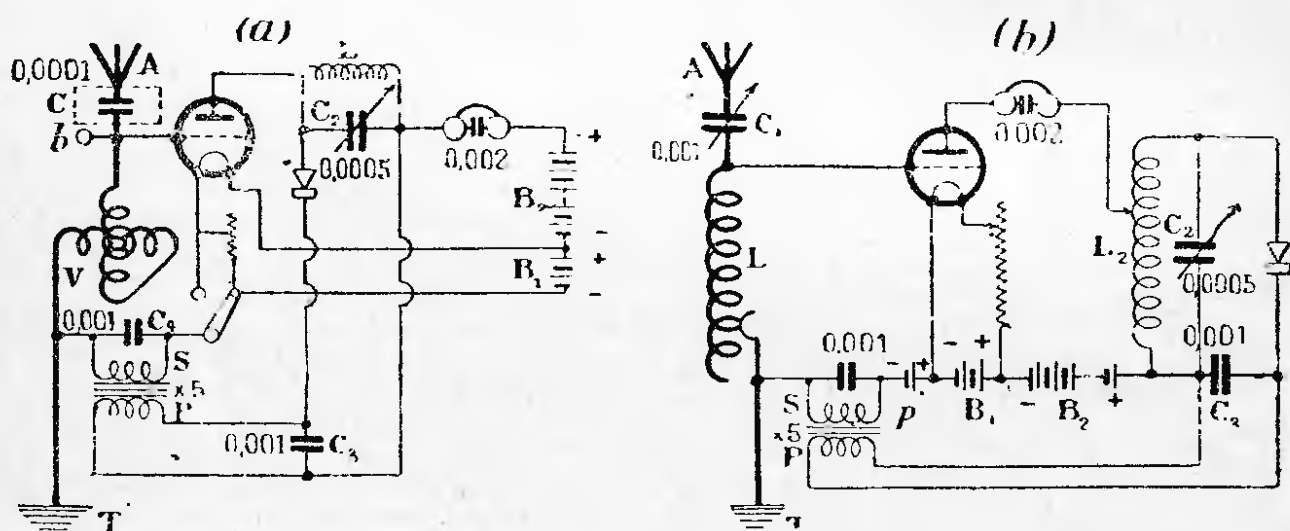 (a)
0,0001
A
C
b
L
C₂
0,0005
0,002
+
B₂
-
+
B₁
-
V
0,001
C₄
S
x5
P
0,001
C₃
T
(b)
A
C₁
0,001
0,002
L
L.₂
C₂
0,0005
0,001
0,001
- +
- +
-
+
S
x5
P
p
B₁
B₂
C₃